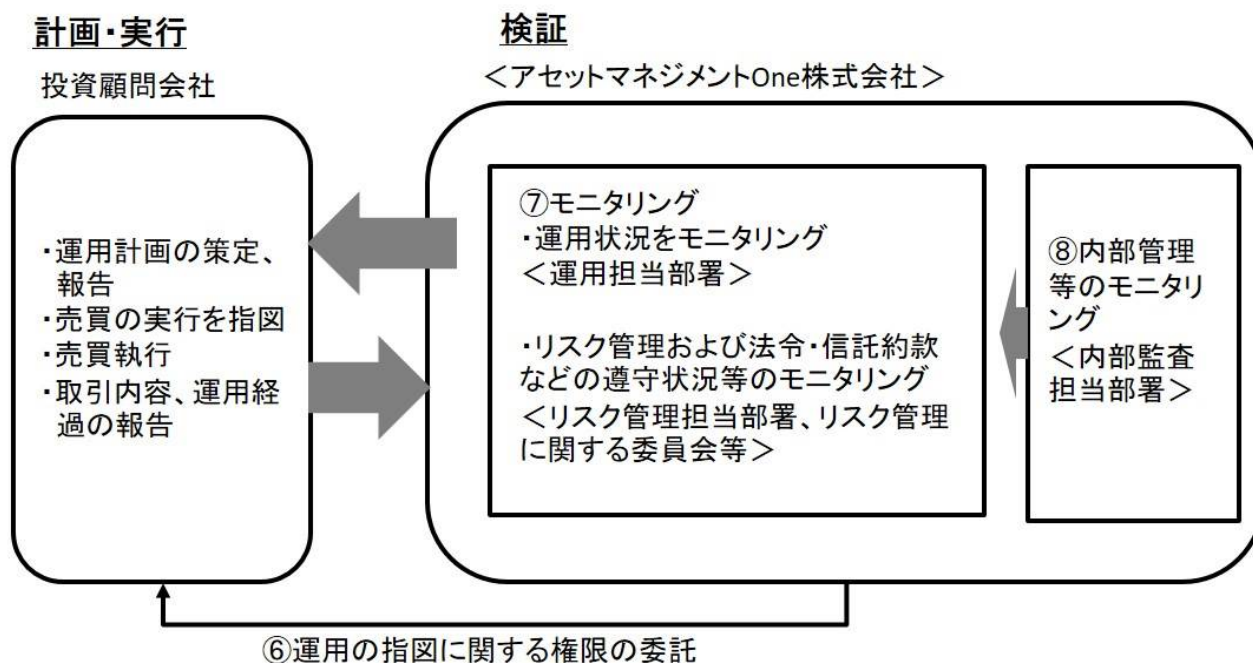 計画・実行
投資顧問会社
・運用計画の策定、
報告
・売買の実行を指図
・売買執行
・取引内容、運用経
過の報告
検証
＜アセットマネジメントOne株式会社＞
⑦モニタリング
・運用状況をモニタリング
＜運用担当部署＞
・リスク管理および法令・信託約款
などの遵守状況等のモニタリング
＜リスク管理担当部署、リスク管理
に関する委員会等＞
⑧内部管理
等のモニタリ
ング
＜内部監査
担当部署＞
⑥運用の指図に関する権限の委託